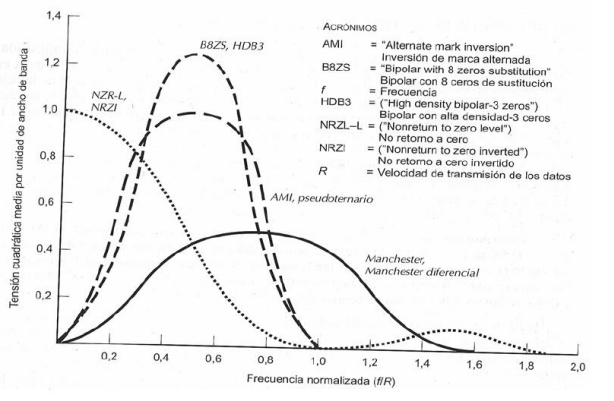 1,4
1,2
1,0
0,8
0,6
0,4
0,2
Tensión cuadrática media por unidad de ancho de banda
B8ZS, HDB3
NZR-L,
NRZI
AMI, pseudoternario
Manchester,
Manchester diferencial
ACRÓNIMOS
AMI = "Alternate mark inversion"
Inversión de marca alternada
B8ZS = "Bipolar with 8 zeros substitution"
Bipolar con 8 ceros de sustitución
f = Frecuencia
HDB3 = ("High density bipolar-3 zeros")
Bipolar con alta densidad-3 ceros
NRZL–L = ("Nonreturn to zero level")
No retorno a cero
NRZI = ("Nonreturn to zero inverted")
No retorno a cero invertido
R = Velocidad de transmisión de los datos
0,2 0,4 0,6 0,8 1,0 1,2 1,4 1,6 1,8 2,0
Frecuencia normalizada (f/R)